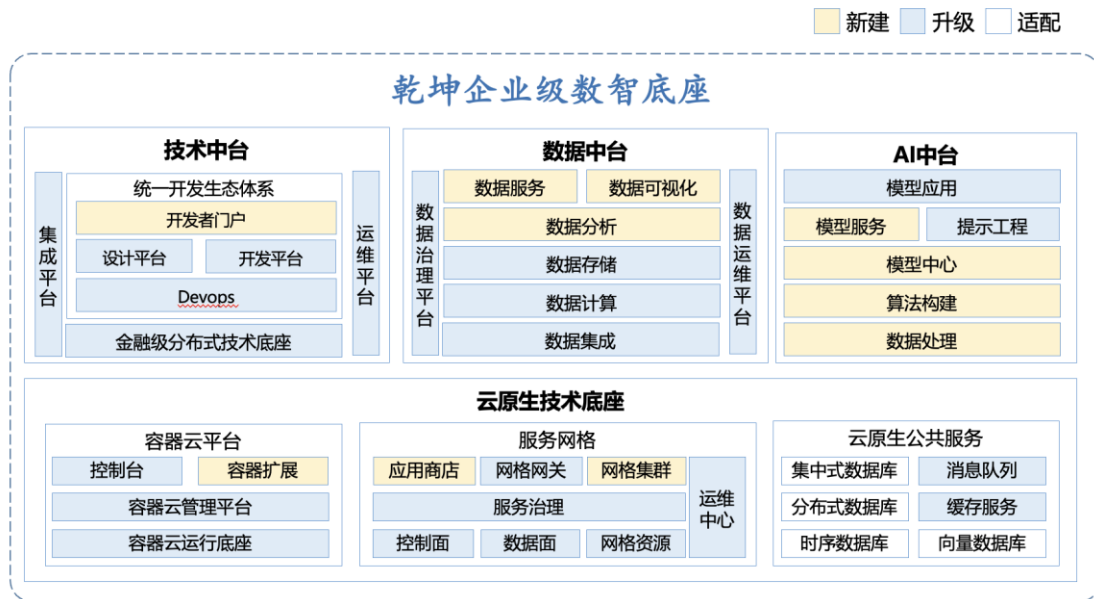 新建 升级 适配
乾坤企业级数智底座
技术中台
集成平台
统一开发生态体系
开发者门户
设计平台 开发平台
Devops
金融级分布式技术底座
运维平台
数据中台
数据治理平台
数据服务 数据可视化
数据分析
数据存储
数据计算
数据集成
数据运维平台
AI中台
模型应用
模型服务 提示工程
模型中心
算法构建
数据处理
云原生技术底座
容器云平台
控制台 容器扩展
容器云管理平台
容器云运行底座
服务网格
应用商店 网格网关 网格集群
服务治理
控制面 数据面 网格资源
运维
中心
云原生公共服务
集中式数据库 消息队列
分布式数据库 缓存服务
时序数据库 向量数据库